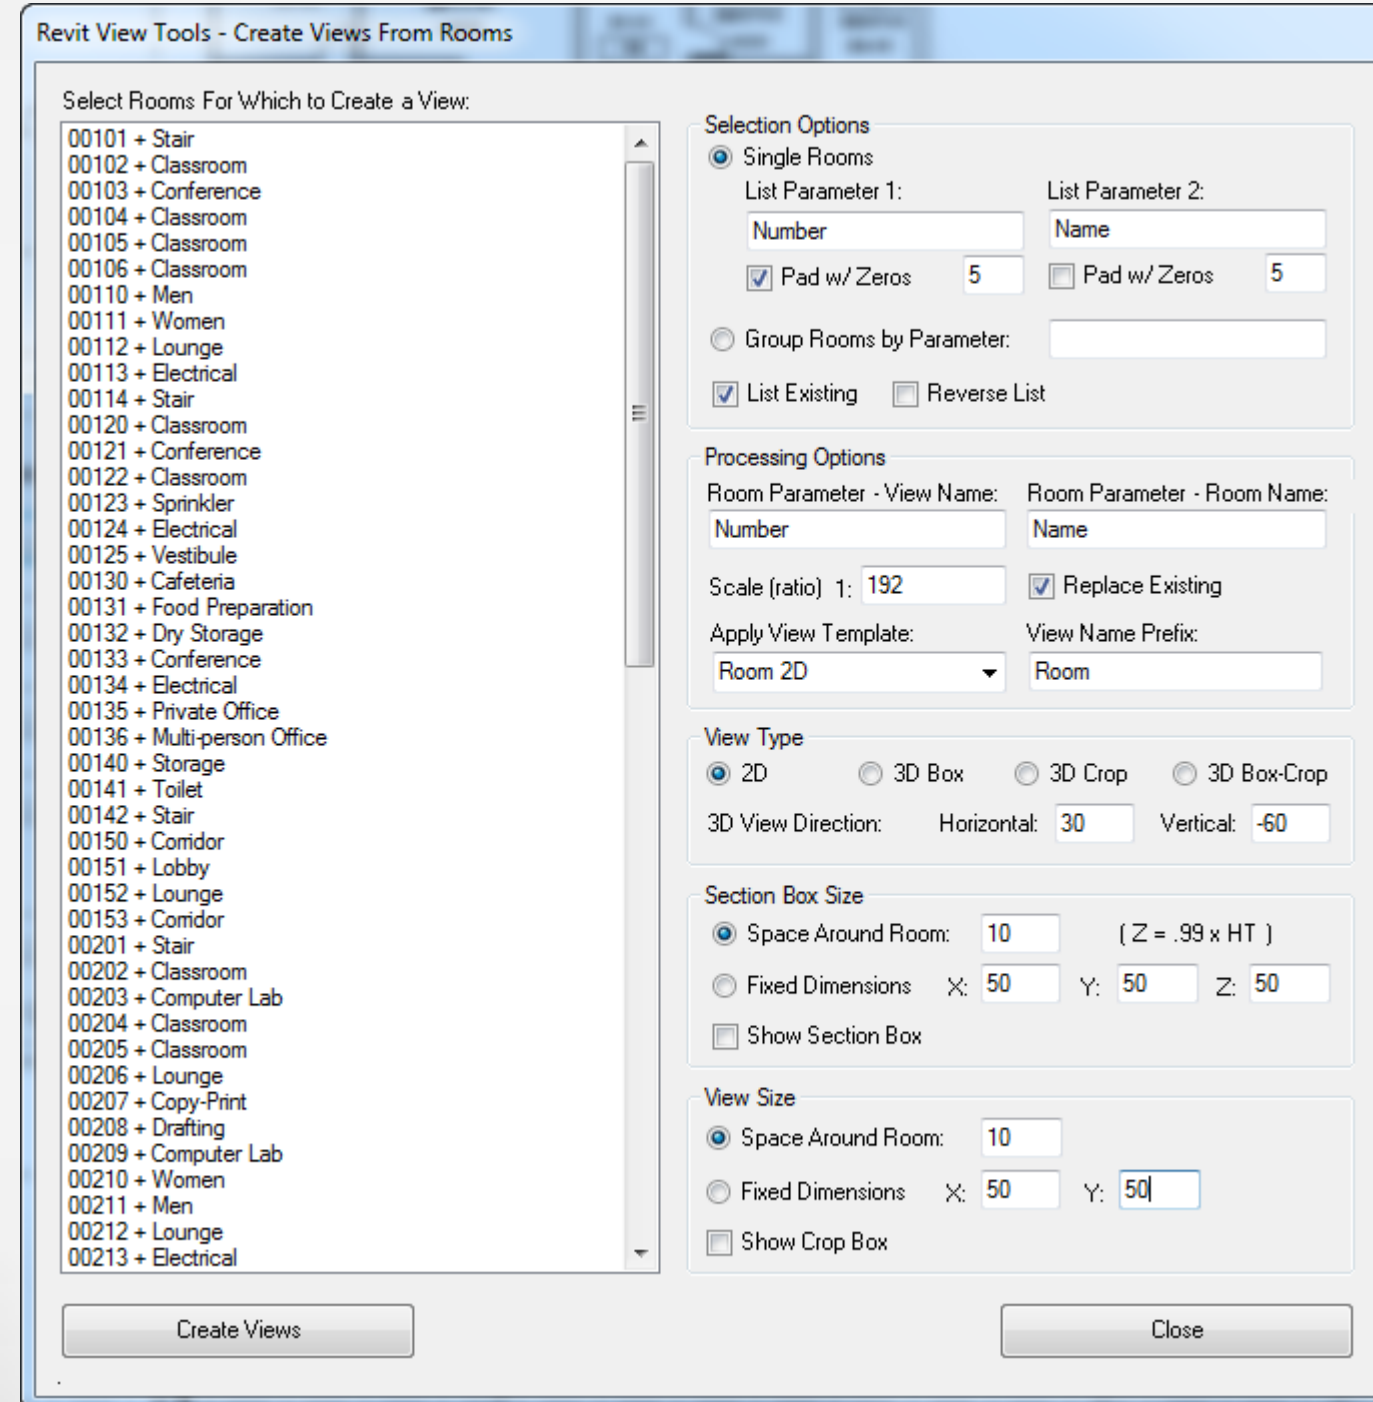 Revit View Tools - Create Views From Rooms
Select Rooms For Which to Create a View:
00101 + Stair
00102 + Classroom
00103 + Conference
00104 + Classroom
00105 + Classroom
00106 + Classroom
00110 + Men
00111 + Women
00112 + Lounge
00113 + Electrical
00114 + Stair
00120 + Classroom
00121 + Conference
00122 + Classroom
00123 + Sprinkler
00124 + Electrical
00125 + Vestibule
00130 + Cafeteria
00131 + Food Preparation
00132 + Dry Storage
00133 + Conference
00134 + Electrical
00135 + Private Office
00136 + Multi-person Office
00140 + Storage
00141 + Toilet
00142 + Stair
00150 + Corridor
00151 + Lobby
00152 + Lounge
00153 + Corridor
00201 + Stair
00202 + Classroom
00203 + Computer Lab
00204 + Classroom
00205 + Classroom
00206 + Lounge
00207 + Copy-Print
00208 + Drafting
00209 + Computer Lab
00210 + Women
00211 + Men
00212 + Lounge
00213 + Electrical
Selection Options
Single Rooms
List Parameter 1: List Parameter 2:
Number Name
Pad w/ Zeros 5 Pad w/ Zeros 5
Group Rooms by Parameter:
List Existing Reverse List
Processing Options
Room Parameter - View Name: Room Parameter - Room Name:
Number Name
Scale (ratio) 1: 192 Replace Existing
Apply View Template: View Name Prefix:
Room 2D Room
View Type
2D 3D Box 3D Crop 3D Box-Crop
3D View Direction: Horizontal: 30 Vertical: -60
Section Box Size
Space Around Room: 10 ( Z = .99 x HT )
Fixed Dimensions X: 50 Y: 50 Z: 50
Show Section Box
View Size
Space Around Room: 10
Fixed Dimensions X: 50 Y: 50
Show Crop Box
Create Views Close
.